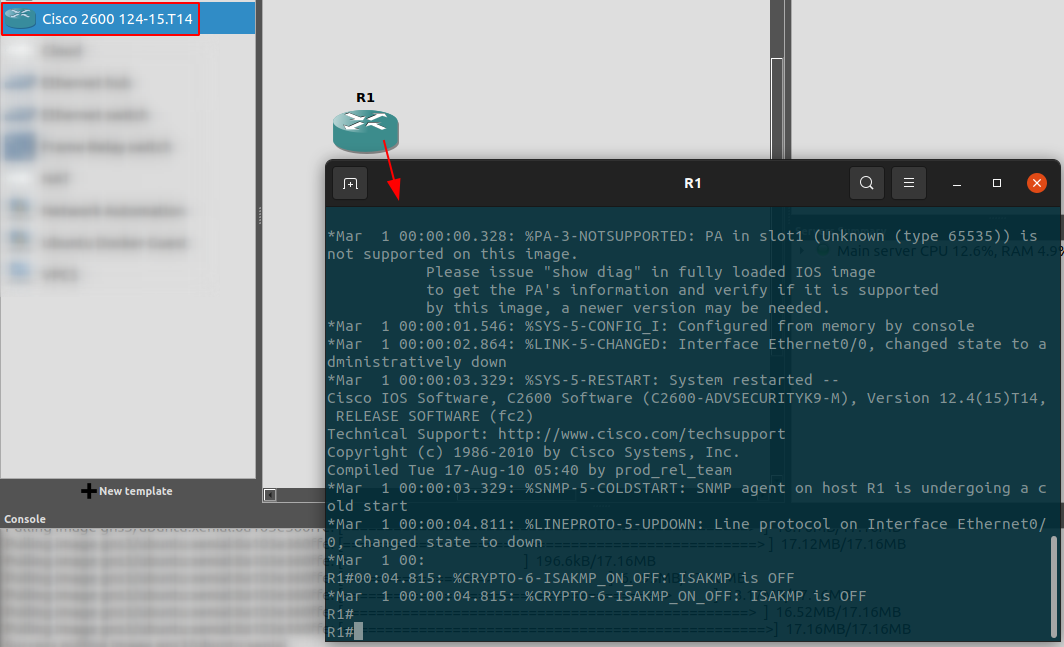 Cisco 2600 124-15.T14
R1
R1
*Mar  1 00:00:00.328: %PA-3-NOTSUPPORTED: PA in slot1 (Unknown (type 65535)) is
not supported on this image.
Please issue "show diag" in fully loaded IOS image
to get the PA's information and verify if it is supported
by this image, a newer version may be needed.
*Mar  1 00:00:01.546: %SYS-5-CONFIG_I: Configured from memory by console
*Mar  1 00:00:02.864: %LINK-5-CHANGED: Interface Ethernet0/0, changed state to a
dministratively down
*Mar  1 00:00:03.329: %SYS-5-RESTART: System restarted --
Cisco IOS Software, C2600 Software (C2600-ADVSECURITYK9-M), Version 12.4(15)T14,
RELEASE SOFTWARE (fc2)
Technical Support: http://www.cisco.com/techsupport
Copyright (c) 1986-2010 by Cisco Systems, Inc.
Compiled Tue 17-Aug-10 05:40 by prod_rel_team
*Mar  1 00:00:03.329: %SNMP-5-COLDSTART: SNMP agent on host R1 is undergoing a c
old start
*Mar  1 00:00:04.811: %LINEPROTO-5-UPDOWN: Line protocol on Interface Ethernet0/
0, changed state to down
*Mar  1 00:
R1#00:04.815: %CRYPTO-6-ISAKMP_ON_OFF: ISAKMP is OFF
*Mar  1 00:00:04.815: %CRYPTO-6-ISAKMP_ON_OFF: ISAKMP is OFF
R1#
R1#
Main server CPU 12.6%, RAM 4.9%
New template
Console
=> ] 17.12MB/17.16MB
] 196.6kB/17.16MB
=> ] 16.52MB/17.16MB
=>] 17.16MB/17.16MB